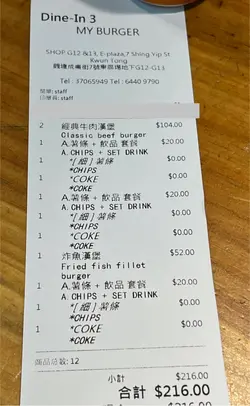 Dine-In 3
MY BURGER
SHOP G12 &13, E-plaza,7 Shing Yip St
Kwun Tong
觀塘成業街7號東廣場地下G12-G13
Tel : 37065949 Tel : 6440 9790
staff
staff
2 經典牛肉漢堡 $104.00
Classic beef burger
1 A.薯條 + 飲品 套餐 $20.00
A.CHIPS + SET DRINK
1 *[ 細 ] 薯條 $0.00
*CHIPS
1 *COKE $0.00
*COKE
1 A.薯條 + 飲品 套餐 $20.00
A.CHIPS + SET DRINK
1 *[ 細 ] 薯條 $0.00
*CHIPS
1 *COKE $0.00
*COKE
1 炸魚漢堡 $52.00
Fried fish fillet
burger
1 A.薯條 + 飲品 套餐 $20.00
A.CHIPS + SET DRINK
1 *[ 細 ] 薯條 $0.00
*CHIPS
1 *COKE $0.00
*COKE
商品總數: 12
小計 $216.00
合計 $216.00
$216.00